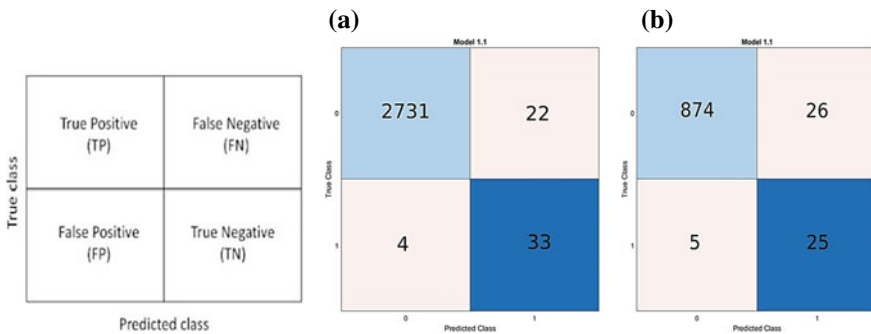 True class
True Positive
(TP)
False Negative
(FN)
False Positive
(FP)
True Negative
(TN)
Predicted class
(a)
Model 1.1
True Class
0
2731
22
1
4
33
0
1
Predicted Class
(b)
Model 1.1
True Class
0
874
26
1
5
25
0
1
Predicted Class